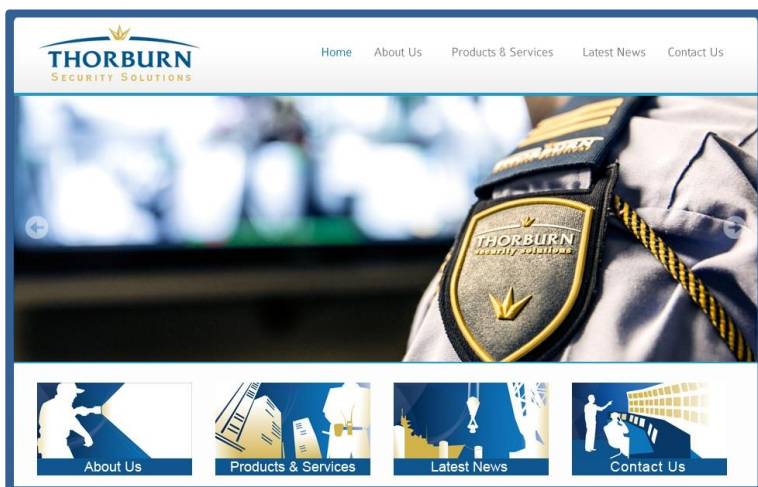 THORBURN
SECURITY SOLUTIONS
Home
About Us
Products & Services
Latest News
Contact Us
THORBURN
security solutions
About Us
Products & Services
Latest News
Contact Us